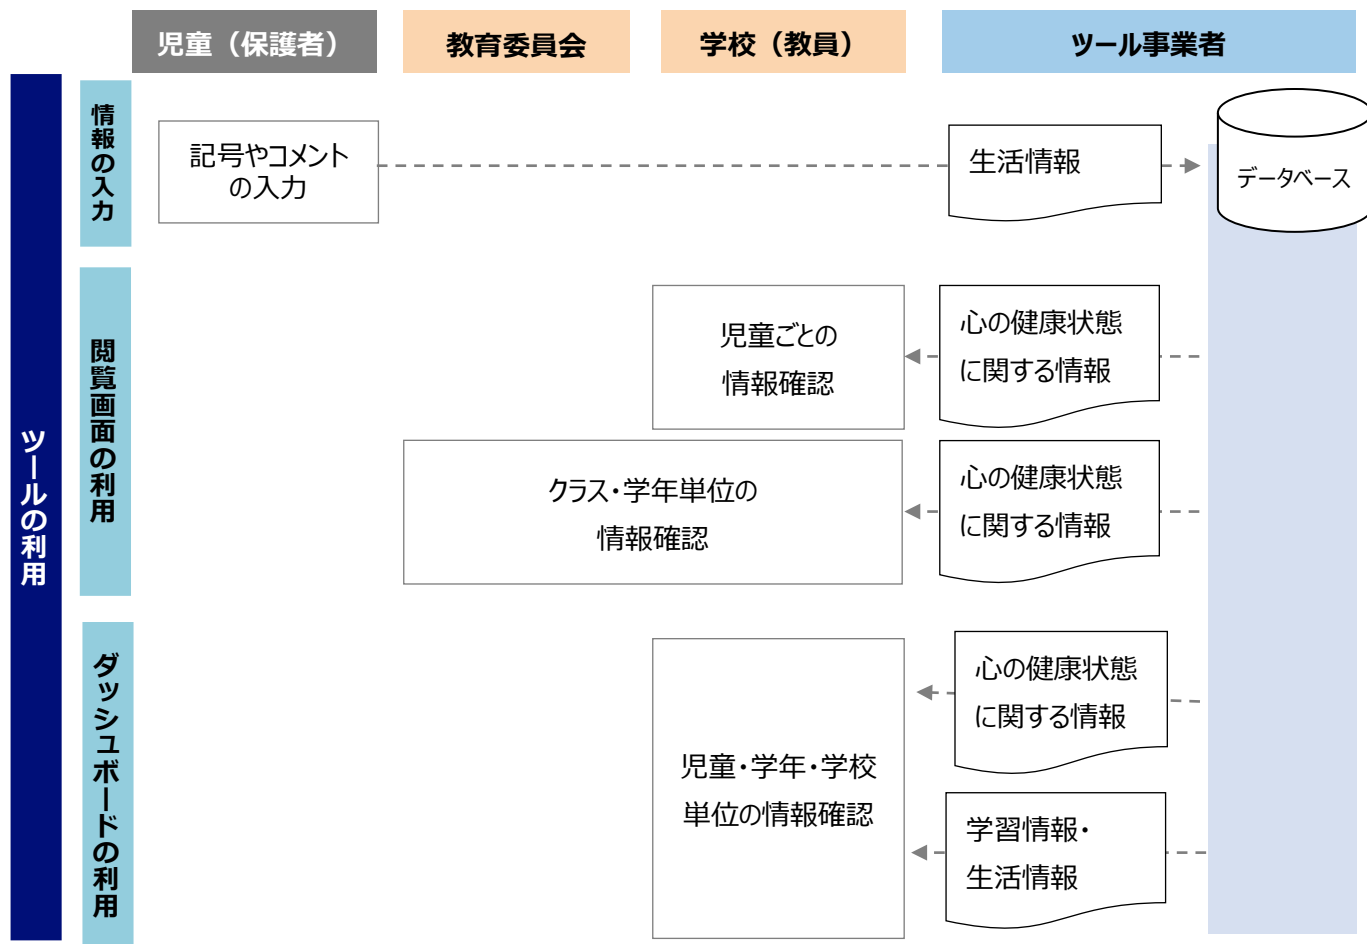 児童（保護者）
教育委員会
学校（教員）
ツール事業者
ツールの利用
情報の入力
記号やコメント
の入力
生活情報
データベース
閲覧画面の利用
児童ごとの
情報確認
心の健康状態
に関する情報
クラス・学年単位の
情報確認
心の健康状態
に関する情報
ダッシュボードの利用
児童・学年・学校
単位の情報確認
心の健康状態
に関する情報
学習情報・
生活情報